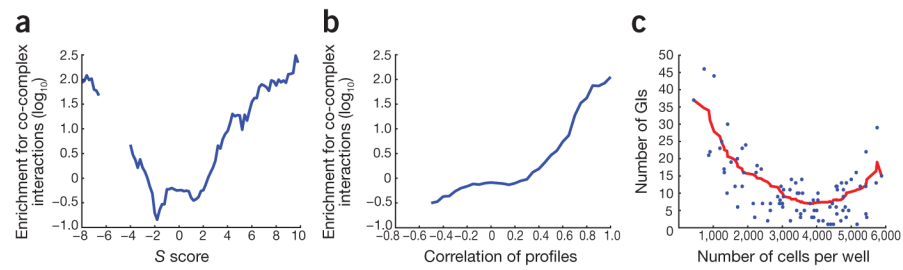 a
Enrichment for co-complex
interactions (log10)
2.5
2.0
1.5
1.0
0.5
0
−0.5
−1.0
−8 −6 −4 −2 0 2 4 6 8 10
S score
b
Enrichment for co-complex
interactions (log10)
2.5
2.0
1.5
1.0
0.5
0
−0.5
−1.0
−0.8 −0.6 −0.4 −0.2 0 0.2 0.4 0.6 0.8 1.0
Correlation of profiles
c
Number of GIs
50
45
40
35
30
25
20
15
10
5
0
1,000 2,000 3,000 4,000 5,000 6,000
Number of cells per well